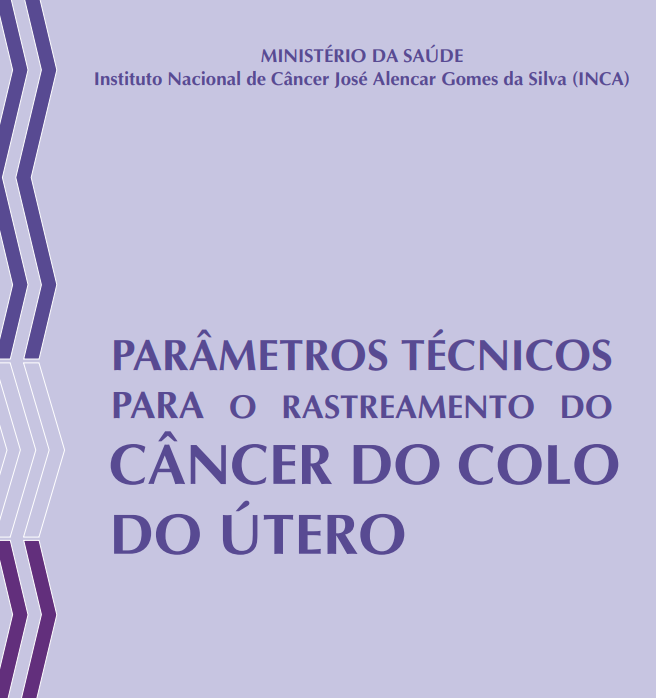 MINISTÉRIO DA SAÚDE
Instituto Nacional de Câncer José Alencar Gomes da Silva (INCA)
PARÂMETROS TÉCNICOS
PARA O RASTREAMENTO DO
CÂNCER DO COLO
DO ÚTERO